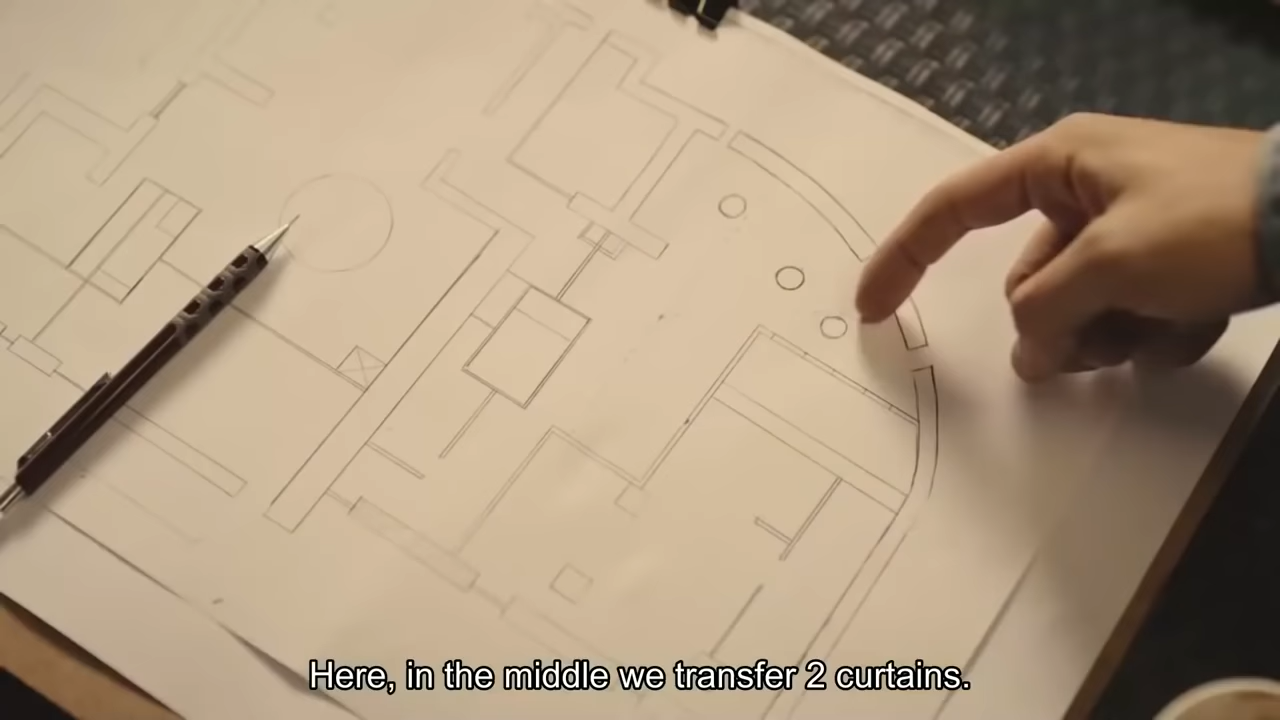 Here, in the middle we transfer 2 curtains.